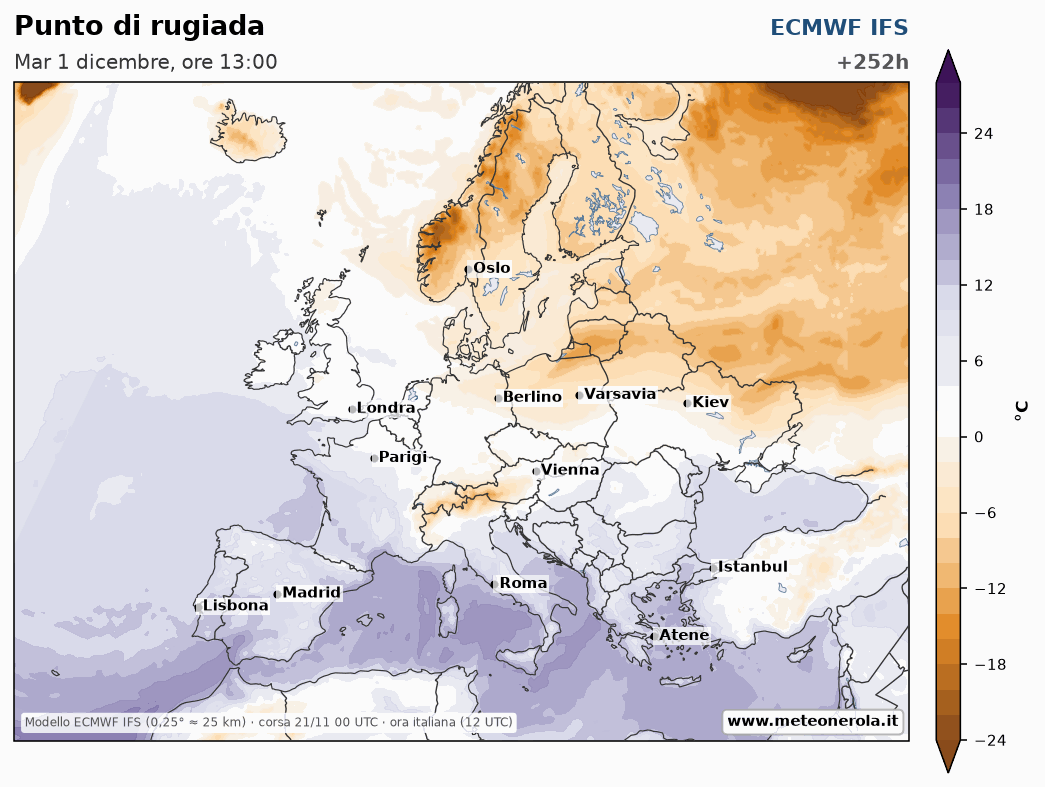 Punto di rugiada
ECMWF IFS
Mar 1 dicembre, ore 13:00
+252h
24
18
12
6
0
−6
−12
−18
−24
°C
Oslo
Berlino
Varsavia
Kiev
Londra
Parigi
Vienna
Istanbul
Roma
Madrid
Lisbona
Atene
Modello ECMWF IFS (0,25° ≈ 25 km) · corsa 21/11 00 UTC · ora italiana (12 UTC)
www.meteonerola.it